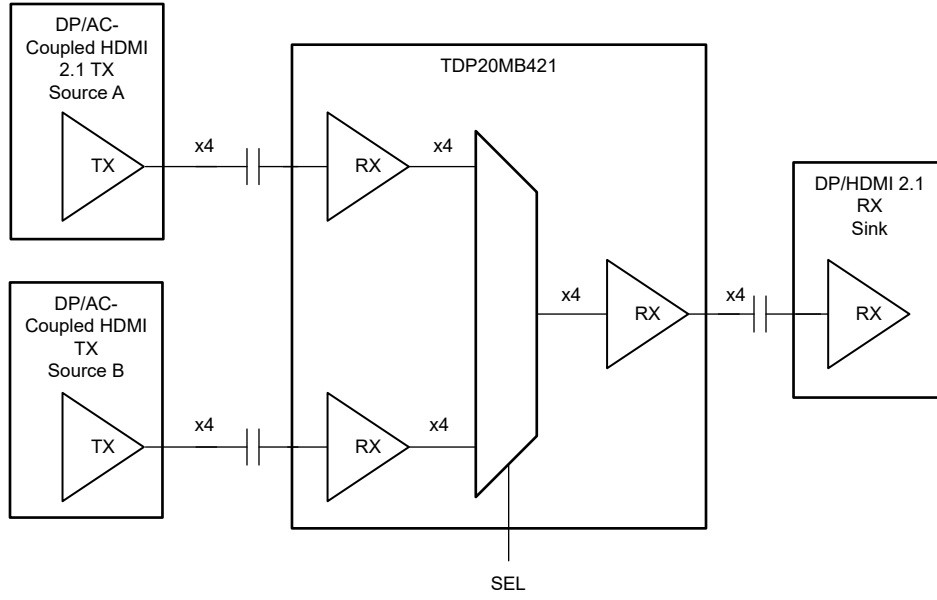 DP/AC-
Coupled HDMI
2.1 TX
Source A
TX
x4
TDP20MB421
RX
x4
DP/AC-
Coupled HDMI
TX
Source B
TX
x4
RX
x4
SEL
x4
RX
x4
DP/HDMI 2.1
RX
Sink
RX